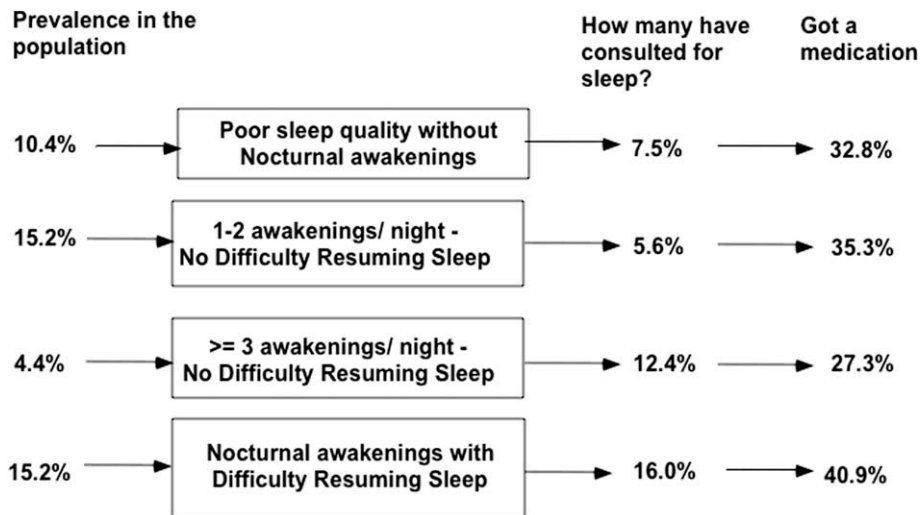 Prevalence in the
population
How many have
consulted for
sleep?
Got a
medication
10.4%
Poor sleep quality without
Nocturnal awakenings
7.5%
32.8%
15.2%
1-2 awakenings/ night -
No Difficulty Resuming Sleep
5.6%
35.3%
4.4%
>= 3 awakenings/ night -
No Difficulty Resuming Sleep
12.4%
27.3%
15.2%
Nocturnal awakenings with
Difficulty Resuming Sleep
16.0%
40.9%